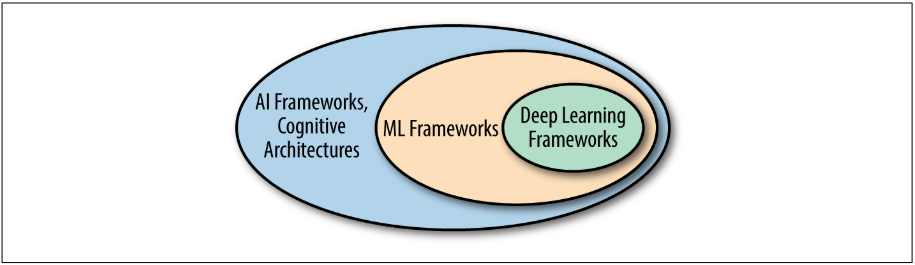 AI Frameworks,
Cognitive
Architectures
ML Frameworks
Deep Learning
Frameworks